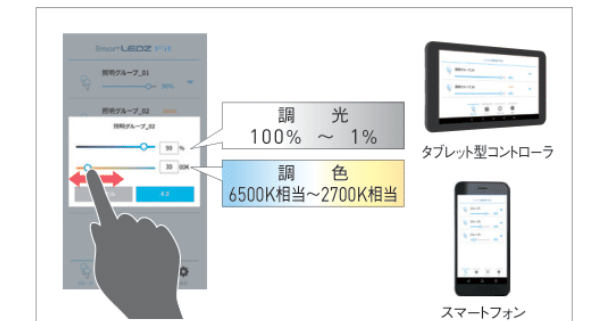 SmartLEDZ Fit
照明グループ_01
50%
照明グループ_02
照明グループ_02
50 %
30 00K
調 光
100% ～ 1%
調 色
6500K相当～2700K相当
タブレット型コントローラ
スマートフォン